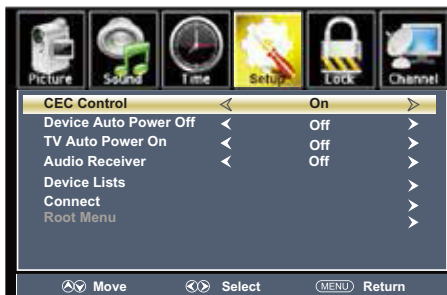 Picture Sound Time Setup Lock Channel
CEC Control On
Device Auto Power Off Off
TV Auto Power On Off
Audio Receiver Off
Device Lists
Connect
Root Menu
Move Select MENU Return